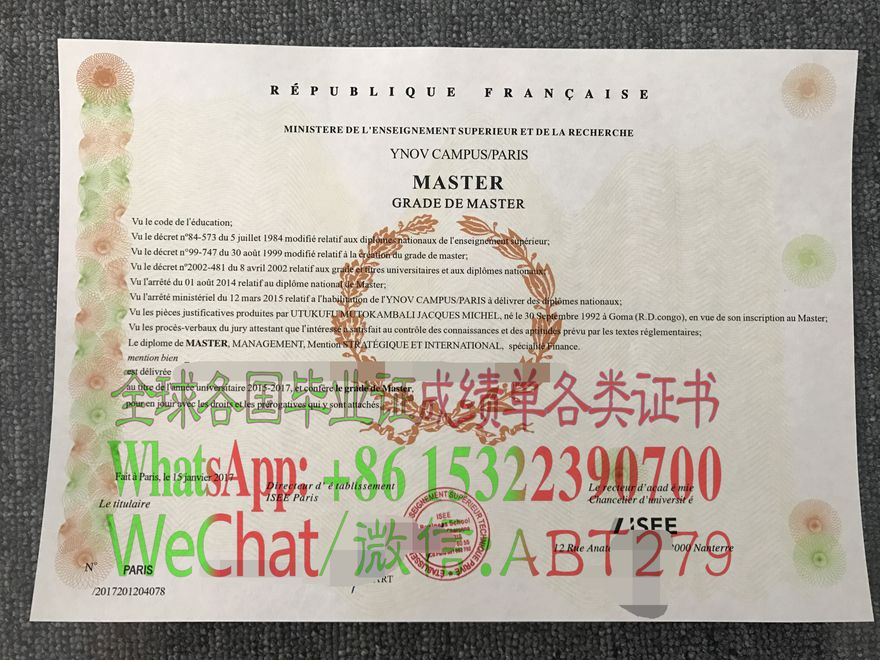 RÉPUBLIQUE FRANÇAISE
MINISTERE DE L'ENSEIGNEMENT SUPERIEUR ET DE LA RECHERCHE
YNOV CAMPUS/PARIS
MASTER
GRADE DE MASTER
Vu le code de l'éducation;
Vu le décret n°84-573 du 5 juillet 1984 modifié relatif aux diplomes nationaux de l'enseignement supérieur;
Vu le décret n°99-747 du 30 août 1999 modifié relatif à la création du grade de master;
Vu le décret n°2002-481 du 8 avril 2002 relatif aux grade et titres universitaires et aux diplômes nationaux;
Vu l'arrêté du 01 août 2014 relatif au diplome national de Master;
Vu l'arrêté ministériel du 12 mars 2015 relatif a l'habilitation de l'YNOV CAMPUS/PARIS à délivrer des diplômes nationaux;
Vu les pièces justificatives produites par UTUKUFU MUTOKAMBALI JACQUES MICHEL, né le 30 Septembre 1992 à Goma (R.D.congo), en vue de son inscription au Master;
Vu les procès-verbaux du jury attestant que l'intéressé a satisfait au contrôle des connaissances et des aptitudes prévu par les textes réglementaires;
Le diplome de MASTER, MANAGEMENT, Mention STRATÉGIQUE ET INTERNATIONAL, spécialité Finance.
mention bien
est délivrée
au titre de l'année universitaire 2015-2017, et confère le grade de Master,
pour en jouir avec les droits et les prérogatives qui y sont attachés.
全球各国毕业证成绩单各类证书
WhatsApp: +86 15322390700
Fait à Paris, le 15 janvier 2017
Directeur d'établissement
ISEE Paris
Le recteur d'académie
Chancelier d'université
Le titulaire
WeChat/微信:ABT279
ISEE
Business School
ISEE
12 Rue Anat 000 Nanterre
N° PARIS
/2017201204078
ART